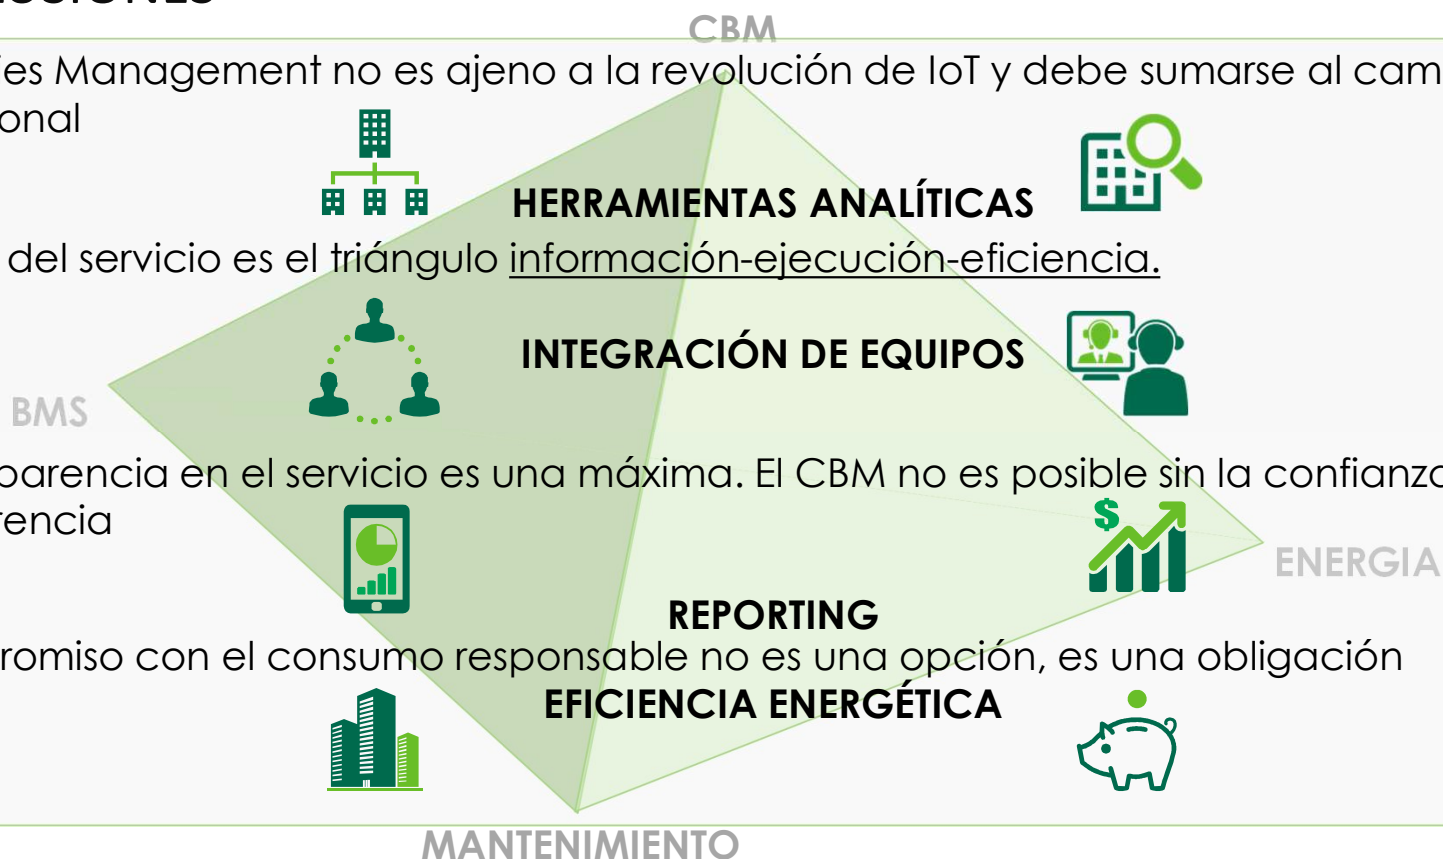 CBM
es Management no es ajeno a la revolución de IoT y debe sumarse al cam
onal
HERRAMIENTAS ANALÍTICAS
del servicio es el triángulo información-ejecución-eficiencia.
INTEGRACIÓN DE EQUIPOS
BMS
parencia en el servicio es una máxima. El CBM no es posible sin la confianza
rencia
$
ENERGIA
REPORTING
romiso con el consumo responsable no es una opción, es una obligación
EFICIENCIA ENERGÉTICA
MANTENIMIENTO